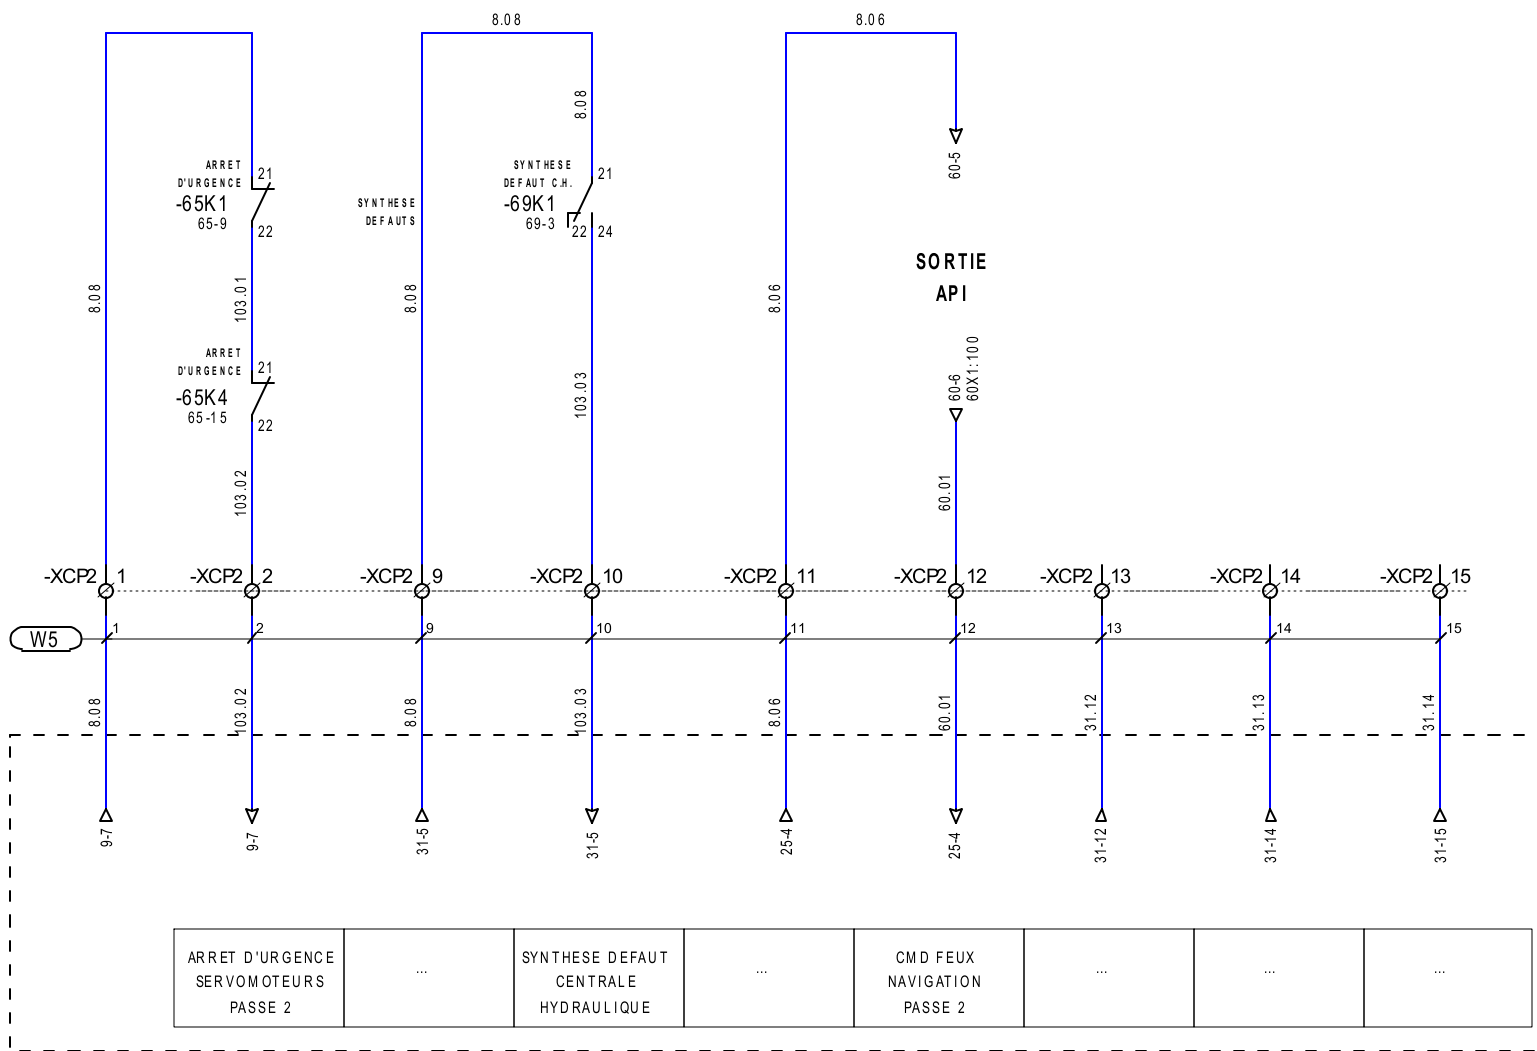 8.08
8.06
8.08
ARRET
D'URGENCE
-65K1
65-9
21
22
SYNTHESE
DEFAUTS
SYNTHESE
DEFAUT C.H.
-69K1
69-3
21
22
24
60-5
SORTIE
API
8.08
103.01
8.08
8.06
60-6
60X1:100
ARRET
D'URGENCE
-65K4
65-15
21
22
103.03
103.02
60.01
-XCP2 1
-XCP2 2
-XCP2 9
-XCP2 10
-XCP2 11
-XCP2 12
-XCP2 13
-XCP2 14
-XCP2 15
W5
1
2
9
10
11
12
13
14
15
8.08
103.02
8.08
103.03
8.06
60.01
31.12
31.13
31.14
9-7
9-7
31-5
31-5
25-4
25-4
31-12
31-14
31-15
ARRET D'URGENCE
SERVOMOTEURS
PASSE 2
...
SYNTHESE DEFAUT
CENTRALE
HYDRAULIQUE
...
CMD FEUX
NAVIGATION
PASSE 2
...
...
...